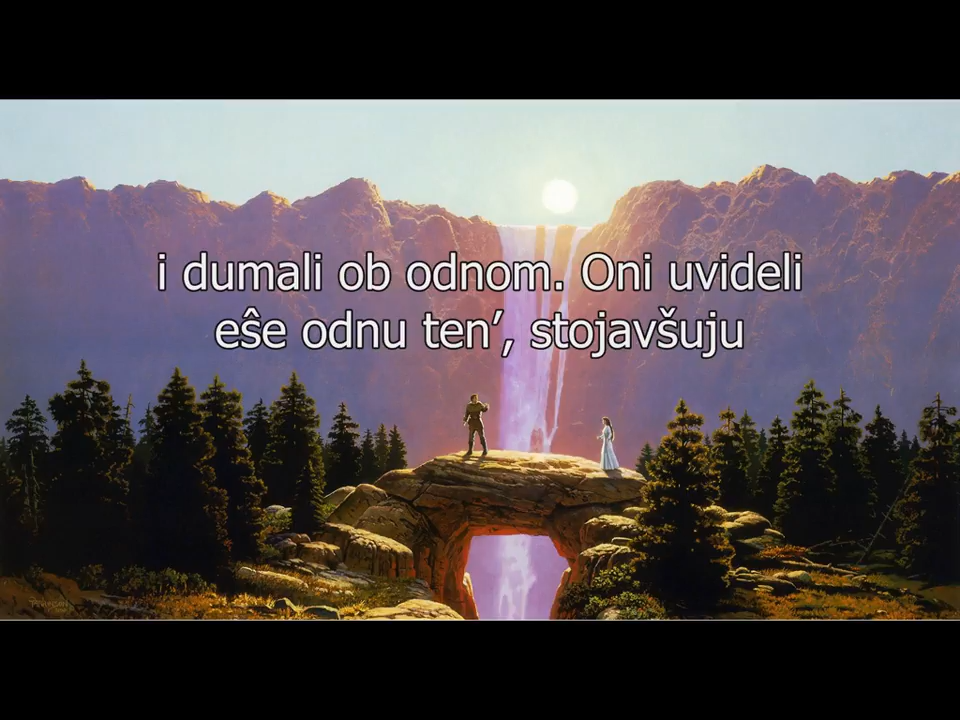 i dumali ob odnom. Oni uvideli
eŝe odnu ten’, stojavšuju